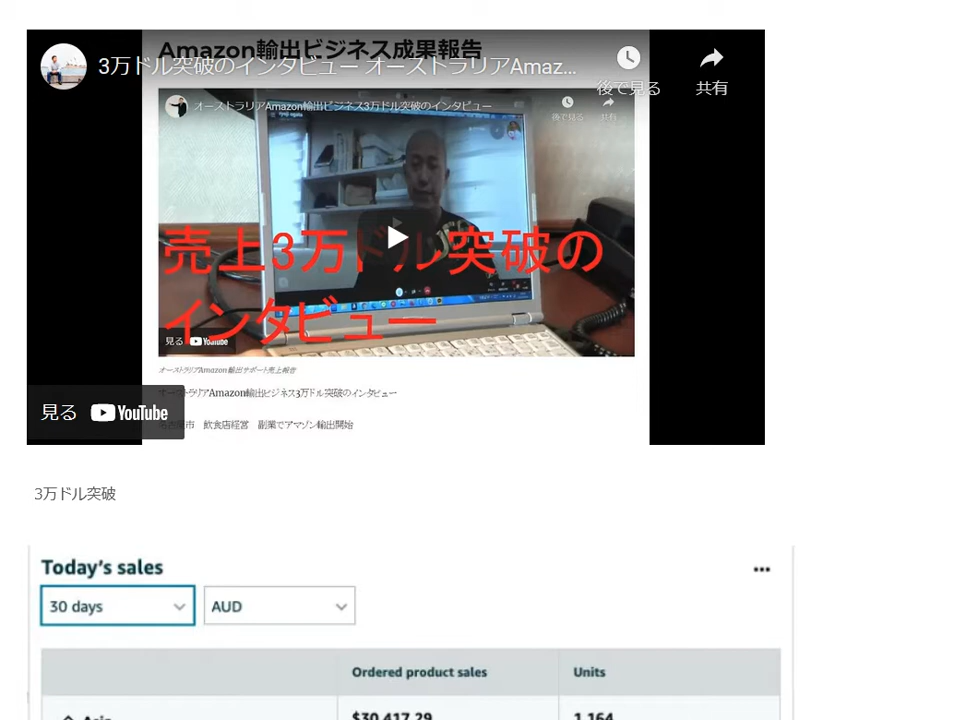 Amazon輸出ビジネス成果報告
3万ドル突破のインタビュー オーストラリアAmaz...
後で見る
共有
オーストラリアAmazon輸出ビジネス3万ドル突破のインタビュー
後で見る
共有
売上3万ドル突破の
インタビュー
見る YouTube
オーストラリアAmazon輸出サポート売上報告
オーストラリアAmazon輸出ビジネス3万ドル突破のインタビュー
見る YouTube
名古屋市 飲食店経営 副業でアマゾン輸出開始
3万ドル突破
Today's sales
30 days
AUD
Ordered product sales
Units
Asia
$30,417.29
1,164